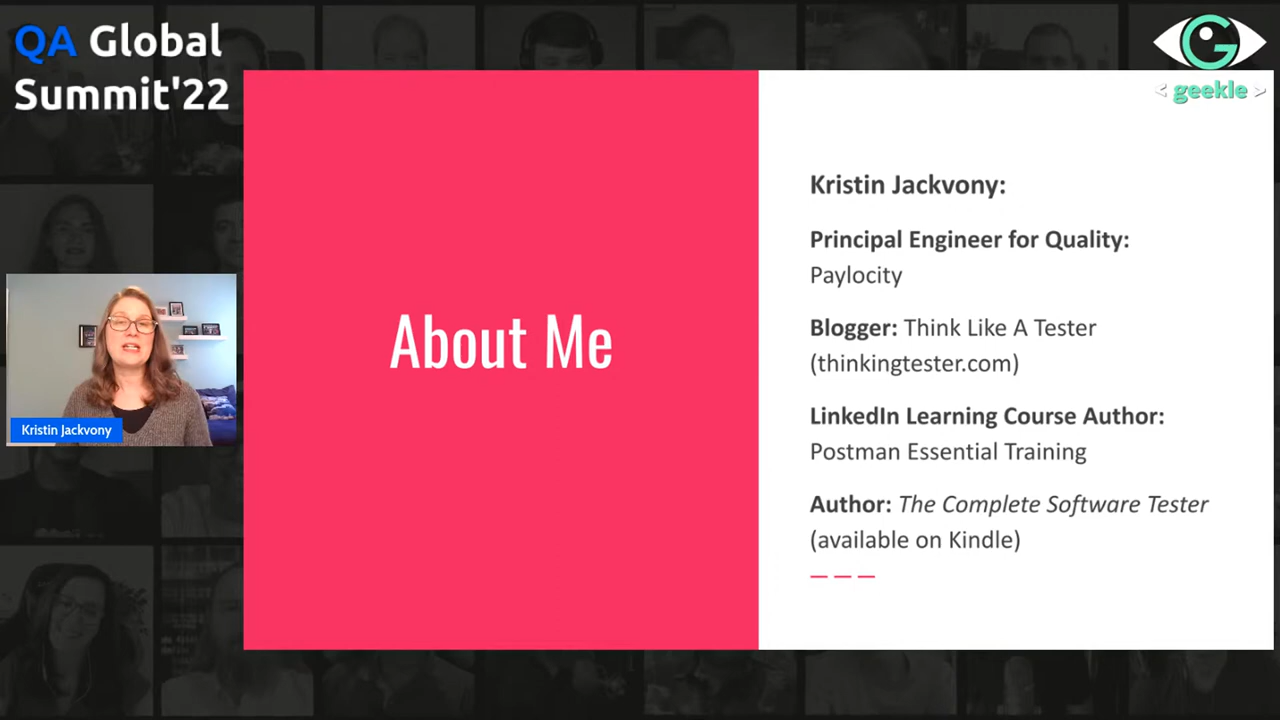 QA Global
Summit'22
G
< geekle >
Kristin Jackvony
About Me
Kristin Jackvony:
Principal Engineer for Quality:
Paylocity
Blogger: Think Like A Tester
(thinkingtester.com)
LinkedIn Learning Course Author:
Postman Essential Training
Author: The Complete Software Tester
(available on Kindle)